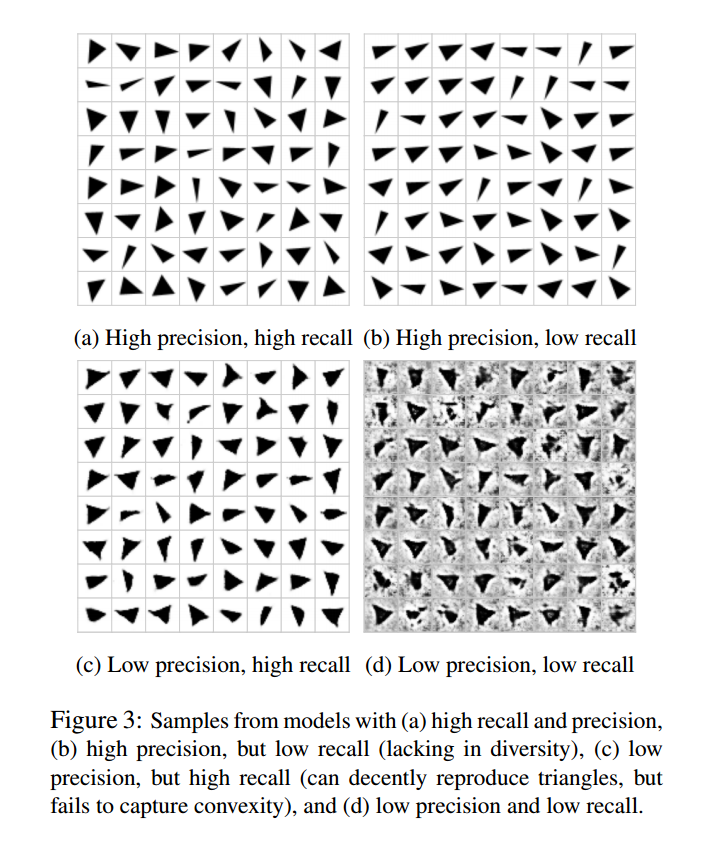 (a) High precision, high recall (b) High precision, low recall
(c) Low precision, high recall (d) Low precision, low recall
Figure 3: Samples from models with (a) high recall and precision,
(b) high precision, but low recall (lacking in diversity), (c) low
precision, but high recall (can decently reproduce triangles, but
fails to capture convexity), and (d) low precision and low recall.